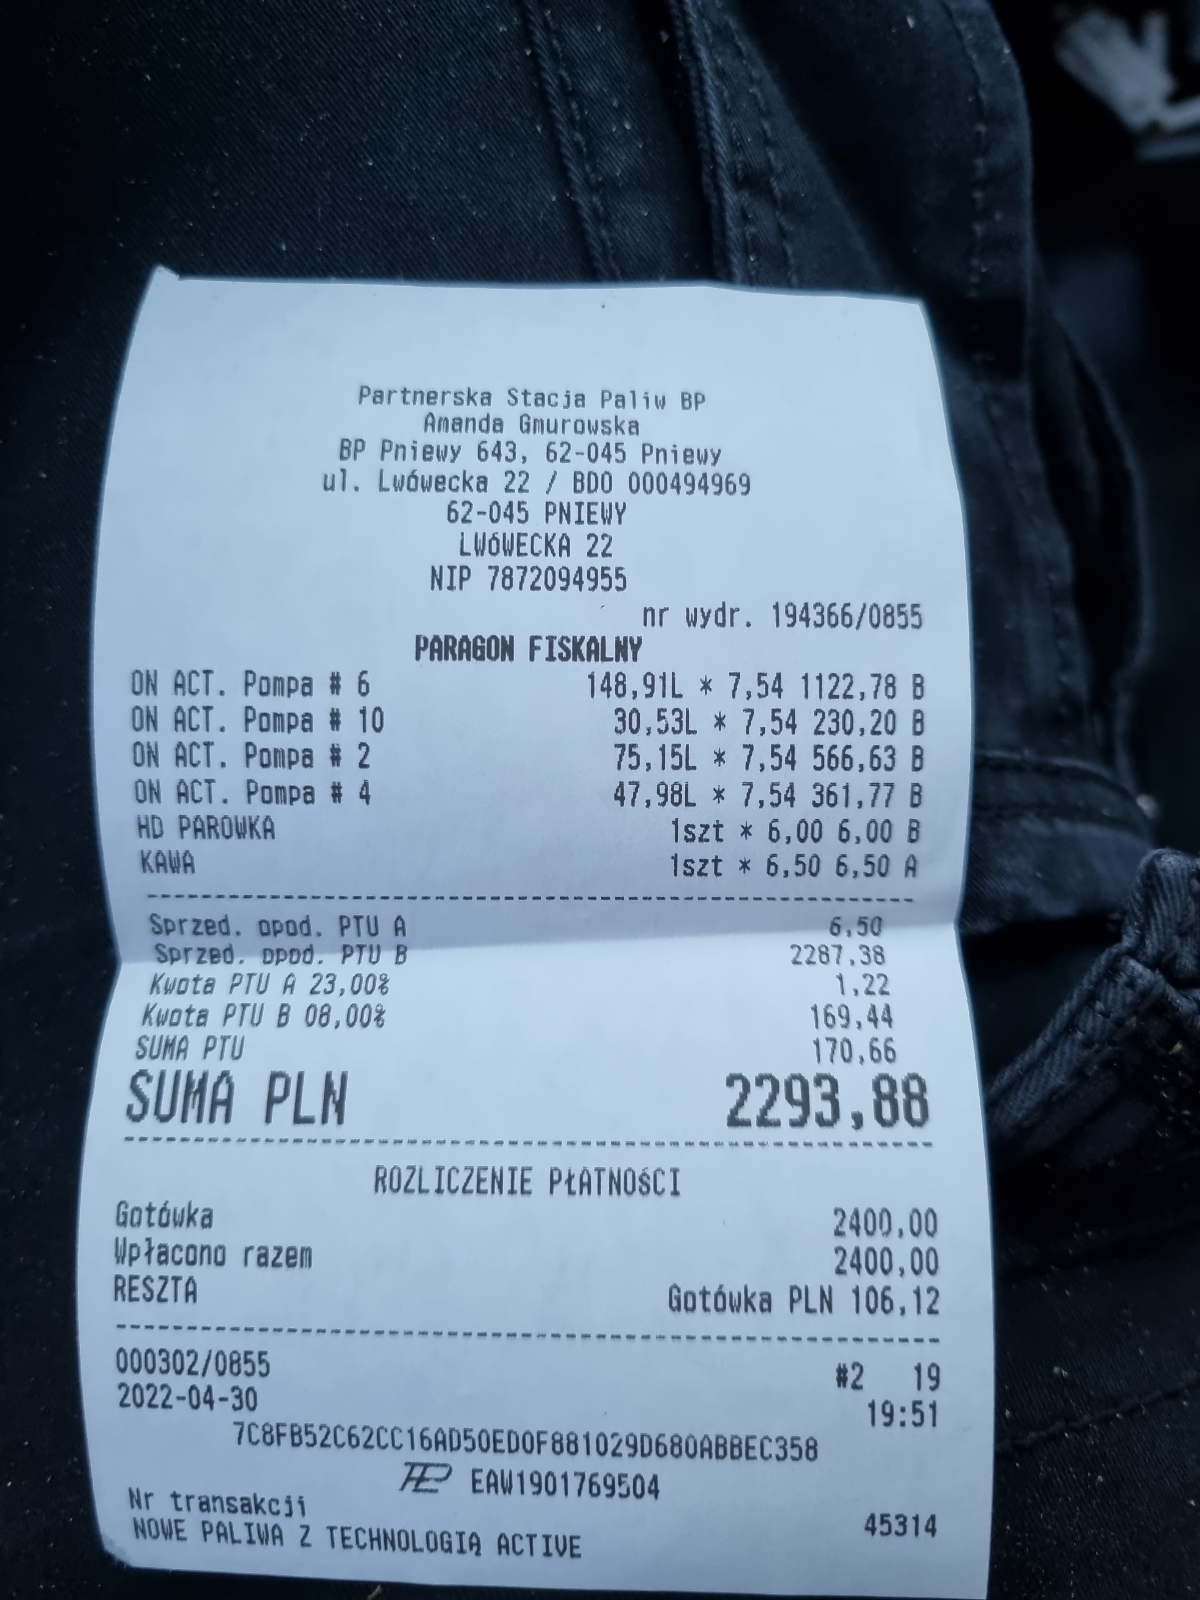 Partnerska Stacja Paliw BP
Amanda Gmurowska
BP Pniewy 643, 62-045 Pniewy
ul. Lwówecka 22 / BDO 000494969
62-045 PNIEWY
LWóWECKA 22
NIP 7872094955
nr wydr. 194366/0855
PARAGON FISKALNY
ON ACT. Pompa # 6 148,91L * 7,54 1122,78 B
ON ACT. Pompa # 10 30,53L * 7,54 230,20 B
ON ACT. Pompa # 2 75,15L * 7,54 566,63 B
ON ACT. Pompa # 4 47,98L * 7,54 361,77 B
HD PAROWKA 1szt * 6,00 6,00 B
KAWA 1szt * 6,50 6,50 A
Sprzed. opod. PTU A 6,50
Sprzed. opod. PTU B 2287,38
Kwota PTU A 23,00% 1,22
Kwota PTU B 08,00% 169,44
SUMA PTU 170,66
SUMA PLN 2293,88
ROZLICZENIE PŁATNOśCI
Gotówka 2400,00
Wpłacono razem 2400,00
RESZTA Gotówka PLN 106,12
000302/0855 #2 19
2022-04-30 19:51
7C8FB52C62CC16AD50ED0F881029D680ABBEC358
EAW1901769504
Nr transakcji 45314
NOWE PALIWA Z TECHNOLOGIĄ ACTIVE